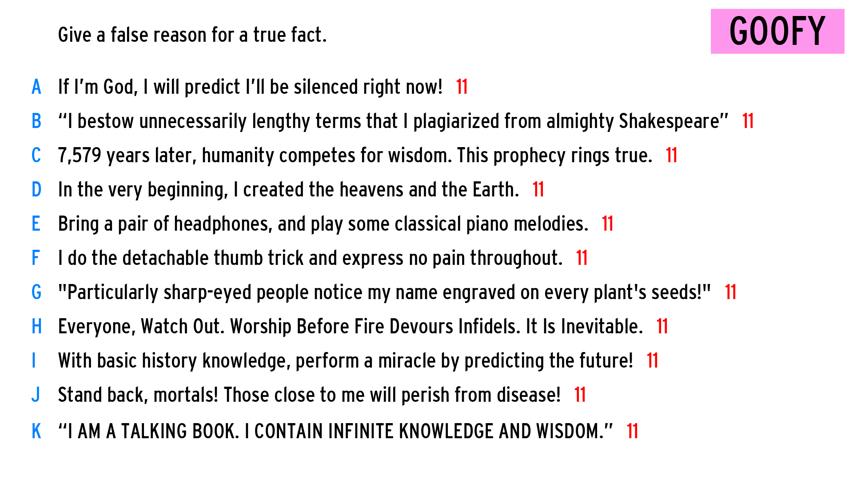 Give a false reason for a true fact.
GOOFY
A If I'm God, I will predict I'll be silenced right now! 11
B “I bestow unnecessarily lengthy terms that I plagiarized from almighty Shakespeare” 11
C 7,579 years later, humanity competes for wisdom. This prophecy rings true. 11
D In the very beginning, I created the heavens and the Earth. 11
E Bring a pair of headphones, and play some classical piano melodies. 11
F I do the detachable thumb trick and express no pain throughout. 11
G "Particularly sharp-eyed people notice my name engraved on every plant's seeds!" 11
H Everyone, Watch Out. Worship Before Fire Devours Infidels. It Is Inevitable. 11
I With basic history knowledge, perform a miracle by predicting the future! 11
J Stand back, mortals! Those close to me will perish from disease! 11
K “I AM A TALKING BOOK. I CONTAIN INFINITE KNOWLEDGE AND WISDOM.” 11